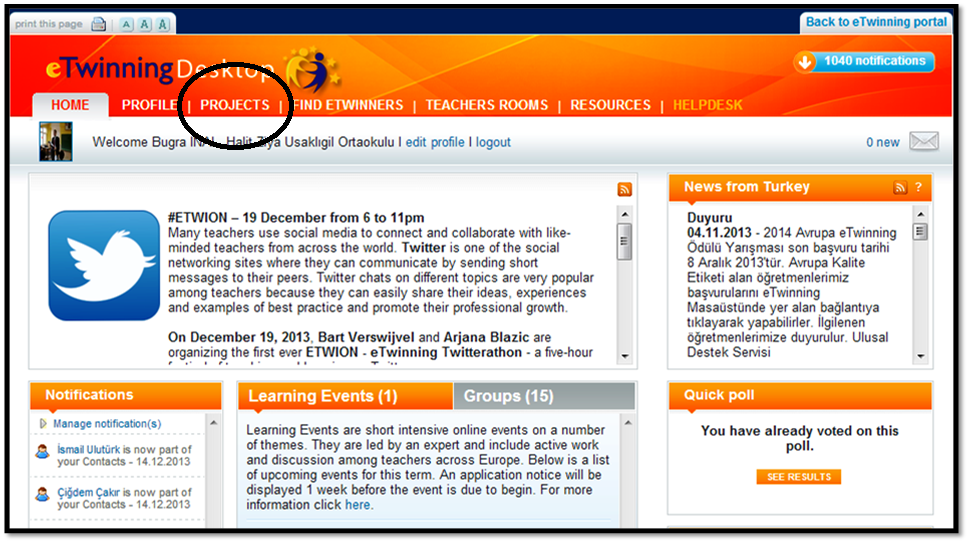 print this page A A A
Back to eTwinning portal
eTwinning Desktop
1040 notifications
HOME PROFILE | PROJECTS | FIND ETWINNERS | TEACHERS ROOMS | RESOURCES | HELPDESK
Welcome Bugra INAL - Halit Ziya Usaklıgil Ortaokulu I edit profile I logout
0 new
#ETWION – 19 December from 6 to 11pm
Many teachers use social media to connect and collaborate with like-
minded teachers from across the world. Twitter is one of the social
networking sites where they can communicate by sending short
messages to their peers. Twitter chats on different topics are very popular
among teachers because they can easily share their ideas, experiences
and examples of best practice and promote their professional growth.
On December 19, 2013, Bart Verswijvel and Arjana Blazic are
organizing the first ever ETWION - eTwinning Twitterathon - a five-hour
News from Turkey ?
Duyuru
04.11.2013 - 2014 Avrupa eTwinning
Ödülü Yarışması son başvuru tarihi
8 Aralık 2013'tür. Avrupa Kalite
Etiketi alan öğretmenlerimiz
başvurularını eTwinning
Masaüstünde yer alan bağlantıya
tıklayarak yapabilirler. İlgilenen
öğretmenlerimize duyurulur. Ulusal
Destek Servisi
Notifications
Manage notification(s)
İsmail Ulutürk is now part of
your Contacts - 14.12.2013
Çiğdem Çakır is now part of
your Contacts - 14.12.2013
Learning Events (1)
Groups (15)
Learning Events are short intensive online events on a number
of themes. They are led by an expert and include active work
and discussion among teachers across Europe. Below is a list
of upcoming events for this term. An application notice will be
displayed 1 week before the event is due to begin. For more
information click here.
Quick poll
You have already voted on this
poll.
SEE RESULTS